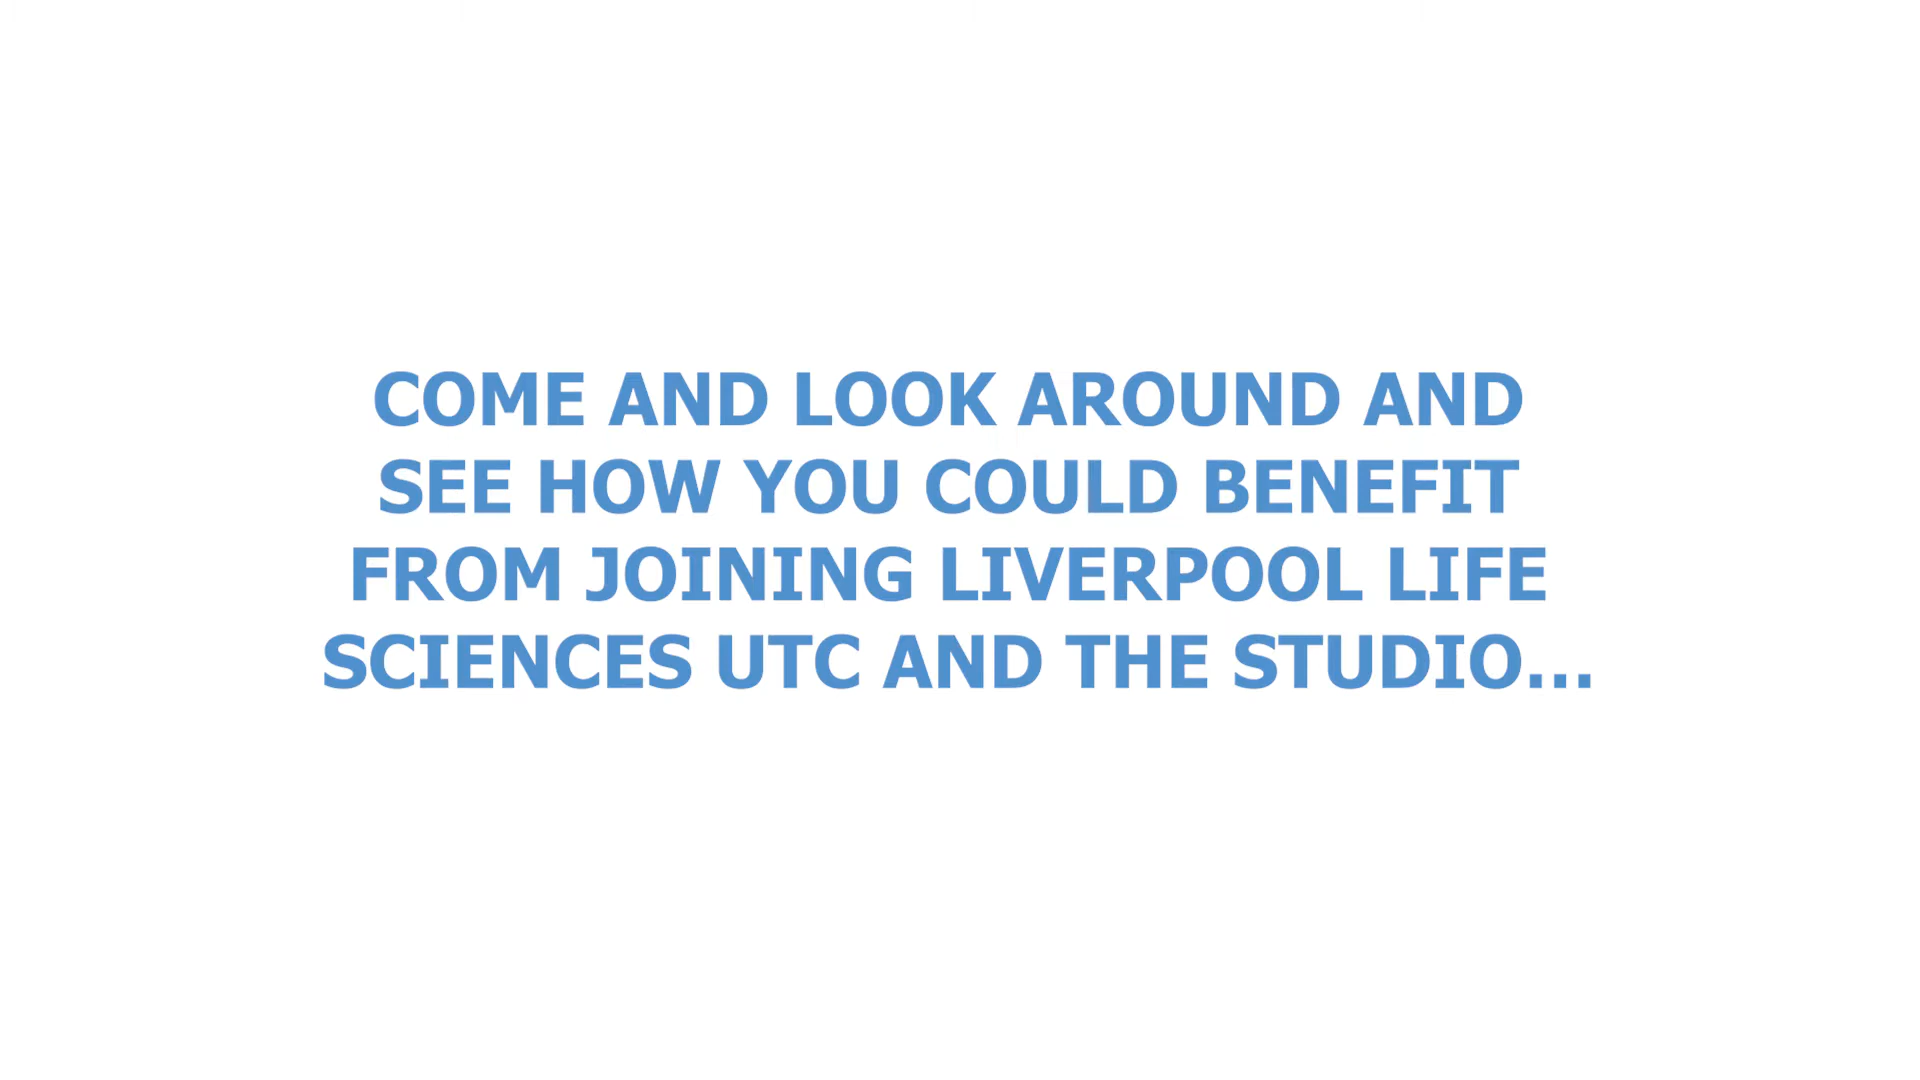 COME AND LOOK AROUND AND
SEE HOW YOU COULD BENEFIT
FROM JOINING LIVERPOOL LIFE
SCIENCES UTC AND THE STUDIO...